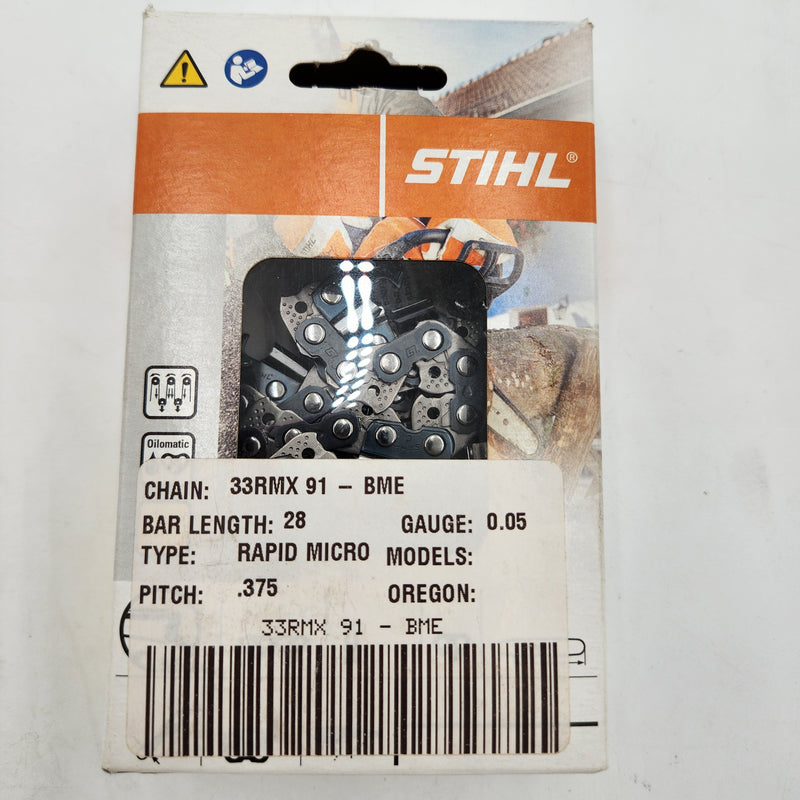 STIHL®
STIHL
Oilomatic
CHAIN: 33RMX 91 – BME
BAR LENGTH: 28 GAUGE: 0.05
TYPE: RAPID MICRO MODELS:
PITCH: .375 OREGON:
33RMX 91 - BME